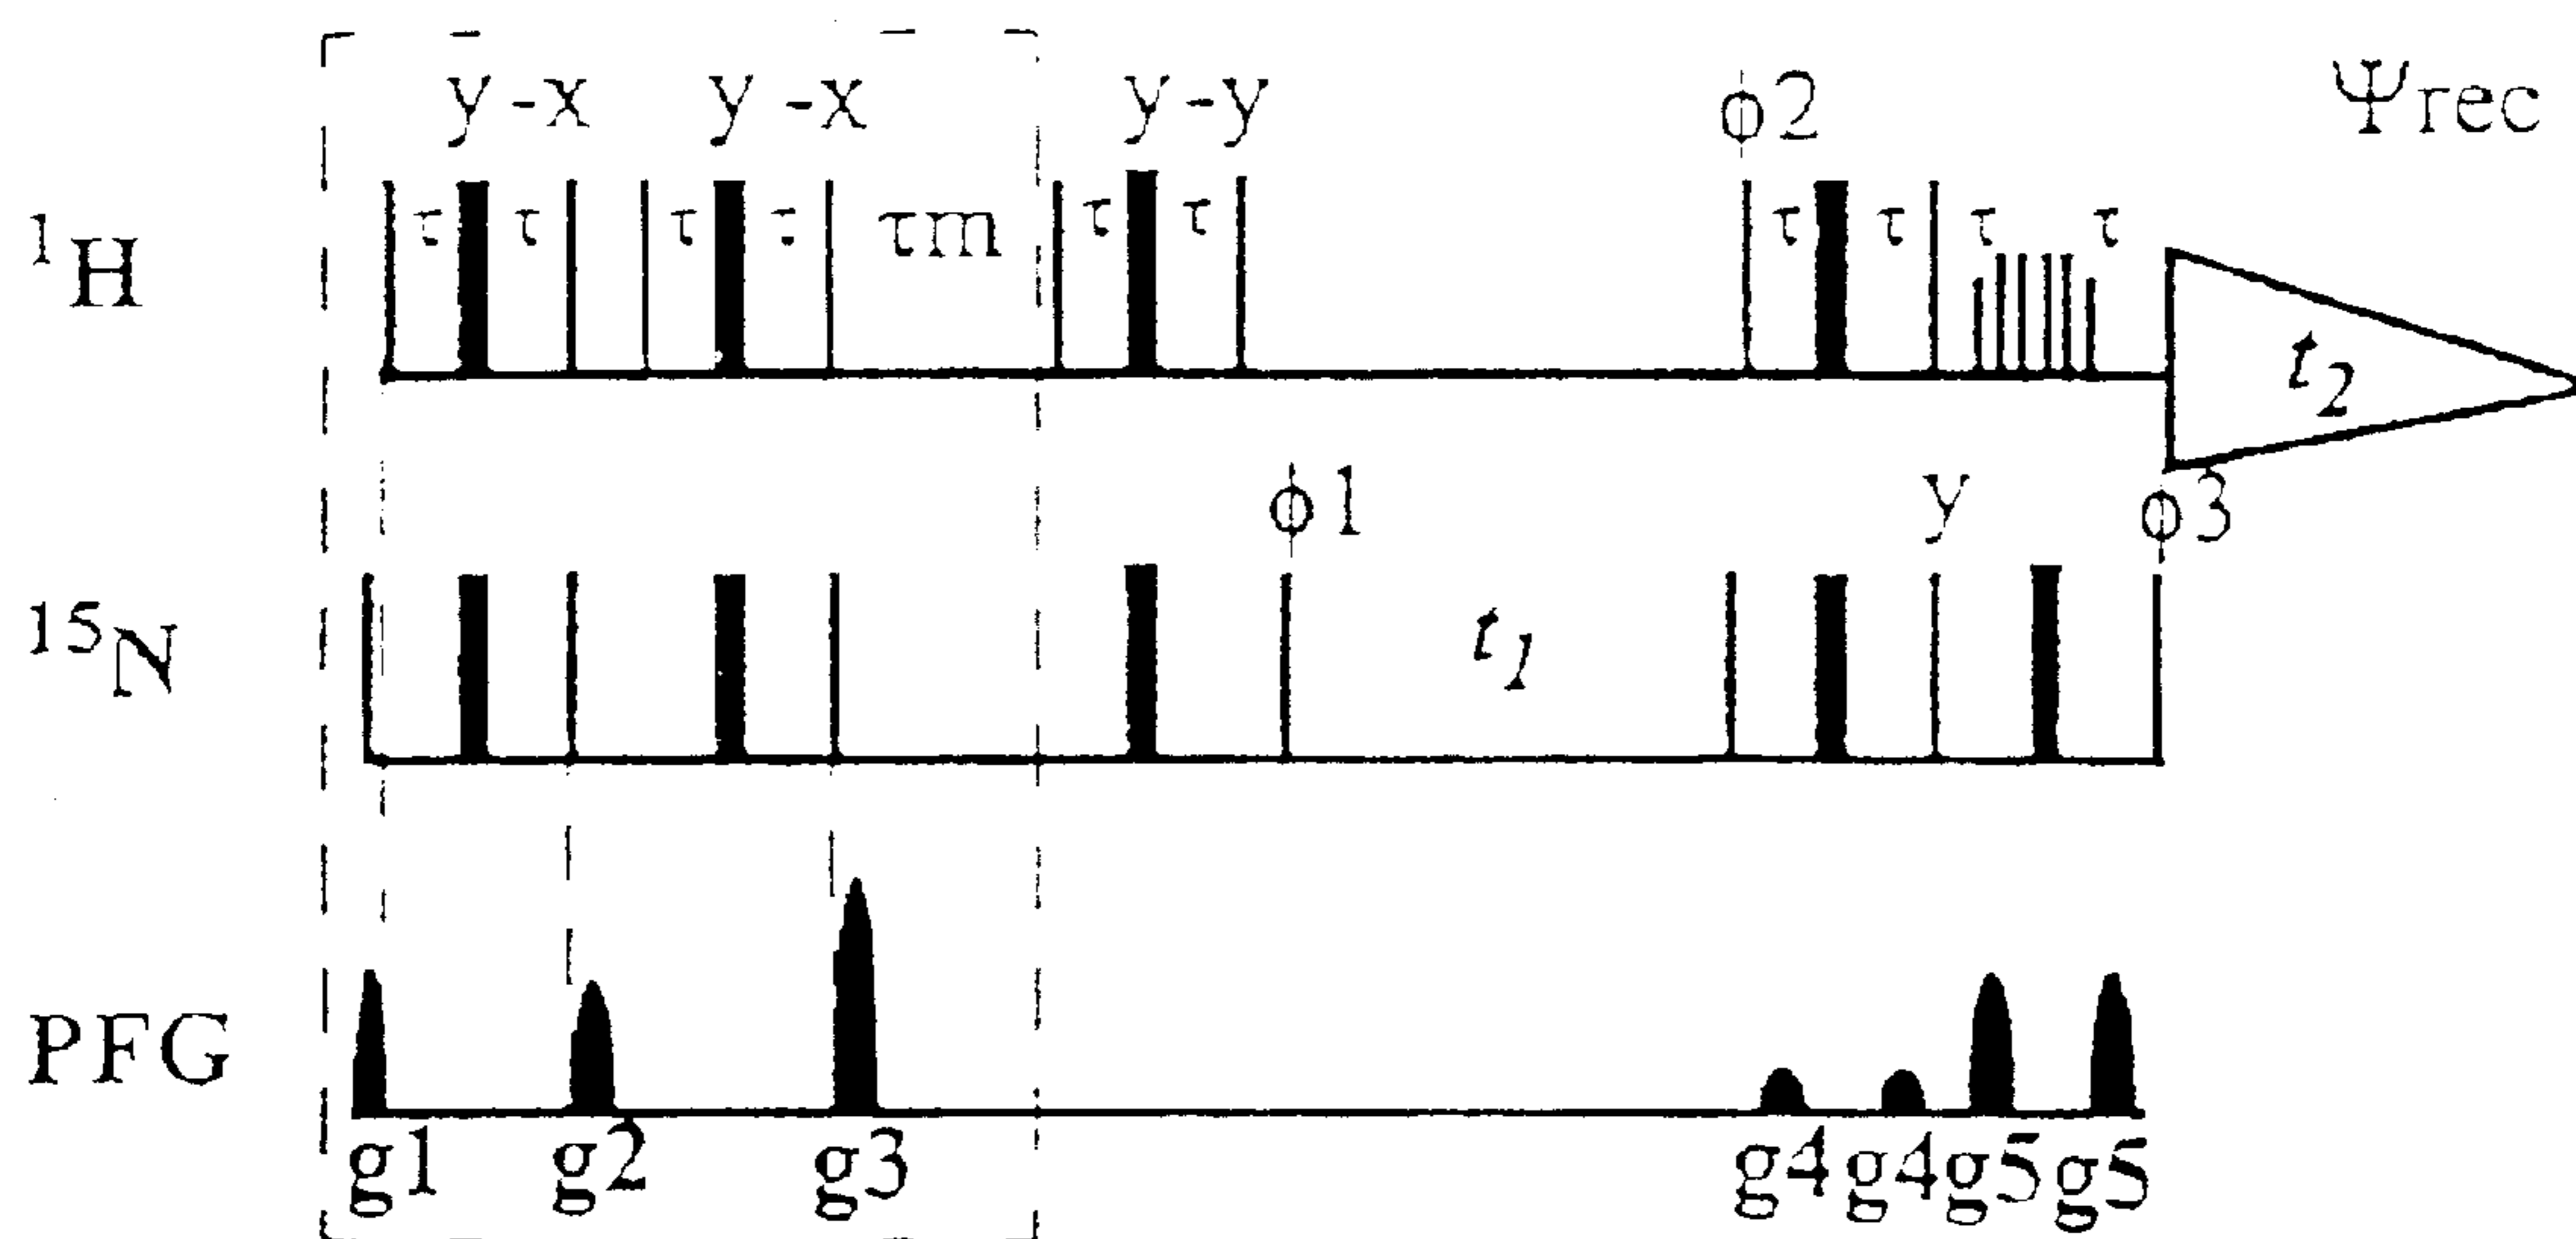 y -x y -x y -y ϕ2 Ψrec
¹H τ τ τ τ τm τ τ τ τ τ τ
t₂
ϕ1 y ϕ3
¹⁵N t₁
PFG
g1 g2 g3 g4 g4 g5 g5